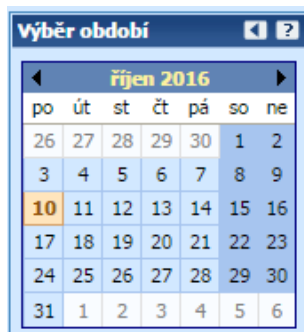 Výběr období ?
říjen 2016
po út st čt pá so ne
26 27 28 29 30 1 2
3 4 5 6 7 8 9
10 11 12 13 14 15 16
17 18 19 20 21 22 23
24 25 26 27 28 29 30
31 1 2 3 4 5 6